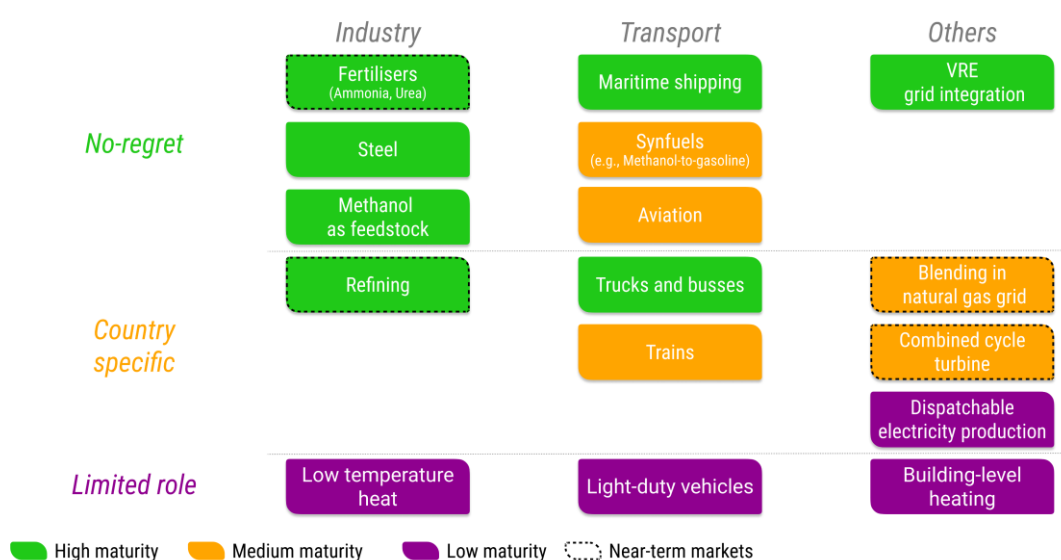 Industry
Transport
Others
No-regret
Fertilisers
(Ammonia, Urea)
Maritime shipping
VRE
grid integration
Steel
Synfuels
(e.g., Methanol-to-gasoline)
Methanol
as feedstock
Aviation
Country
specific
Refining
Trucks and busses
Blending in
natural gas grid
Trains
Combined cycle
turbine
Dispatchable
electricity production
Limited role
Low temperature
heat
Light-duty vehicles
Building-level
heating
High maturity
Medium maturity
Low maturity
Near-term markets